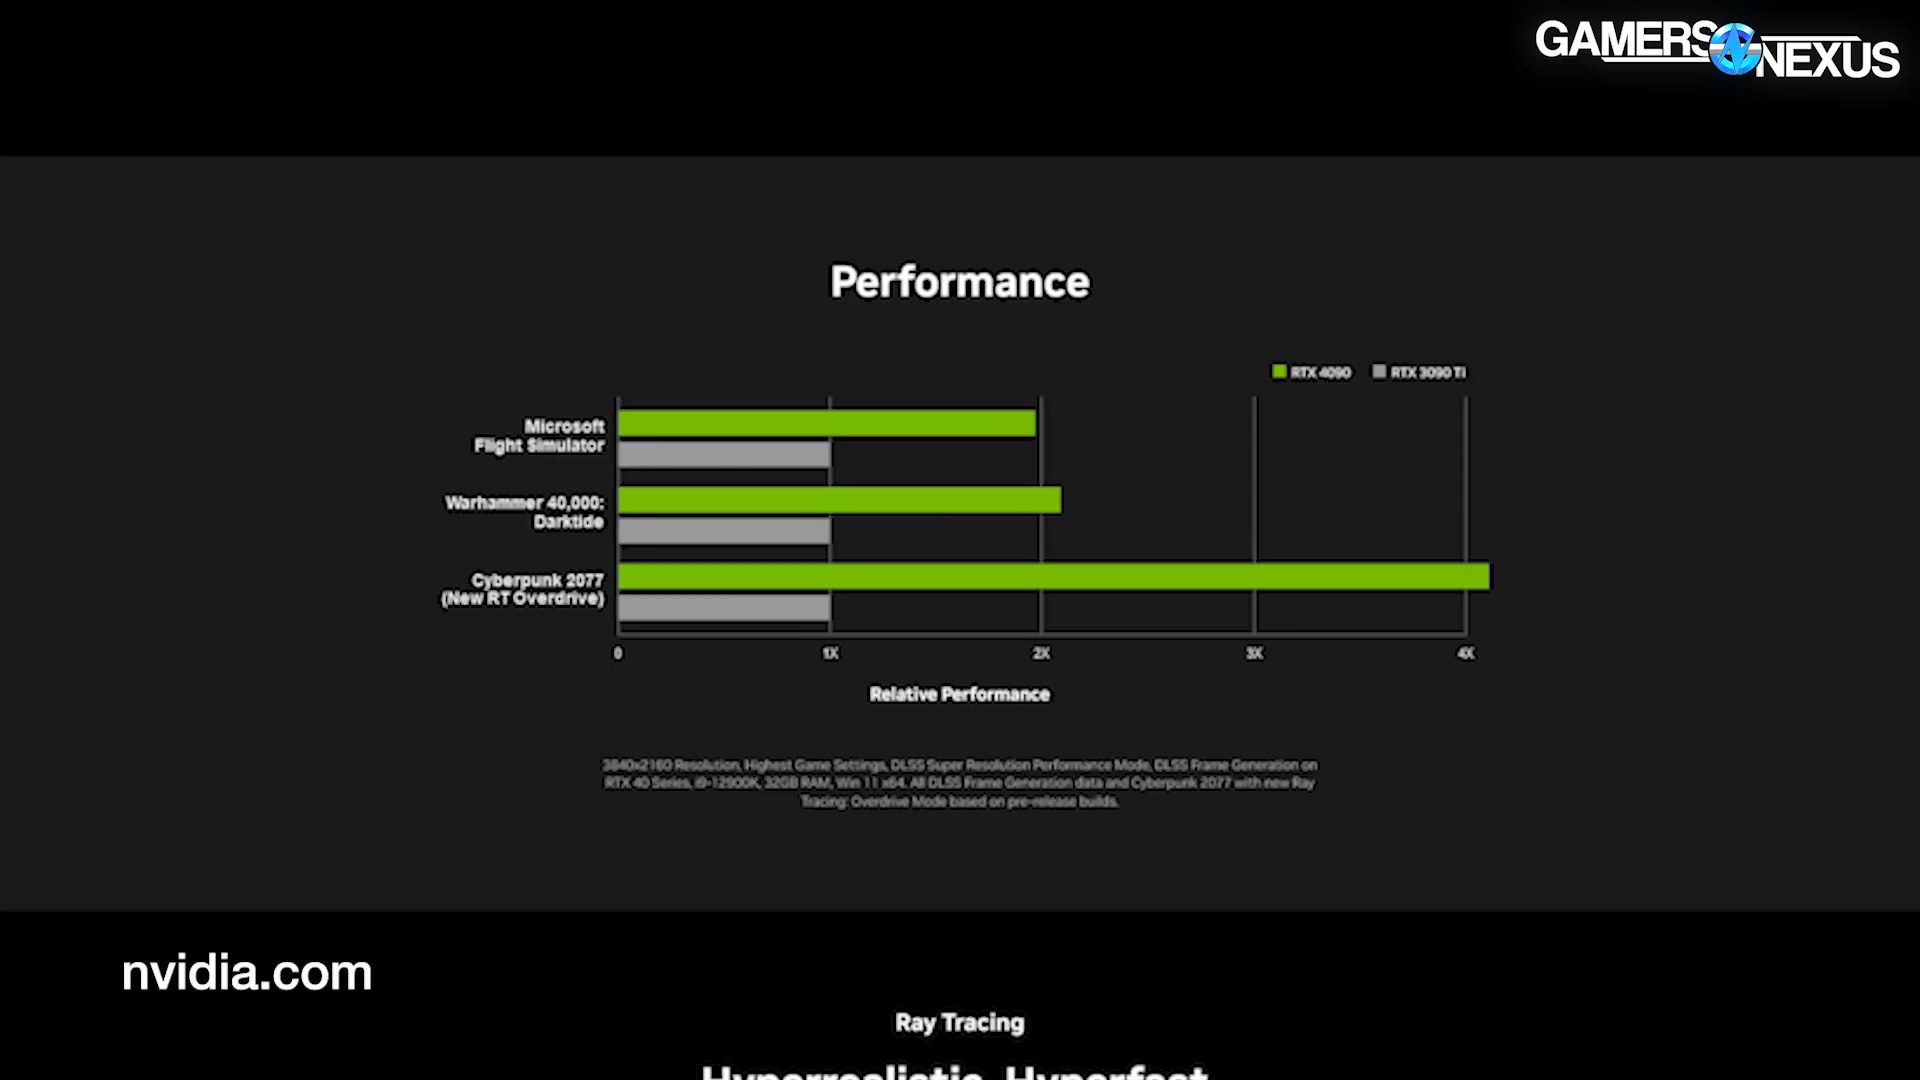 GAMERS NEXUS
Performance
RTX 4090 RTX 3090 Ti
Microsoft
Flight Simulator
Warhammer 40,000:
Darktide
Cyberpunk 2077
(New RT Overdrive)
0 1X 2X 3X 4X
Relative Performance
3840x2160 Resolution, Highest Game Settings, DLSS Super Resolution Performance Mode, DLSS Frame Generation on
RTX 40 Series, i9-12900K, 32GB RAM, Win 11 x64. All DLSS Frame Generation data and Cyberpunk 2077 with new Ray
Tracing: Overdrive Mode based on pre-release builds.
nvidia.com
Ray Tracing
Hyperrealistic. Hyperfast